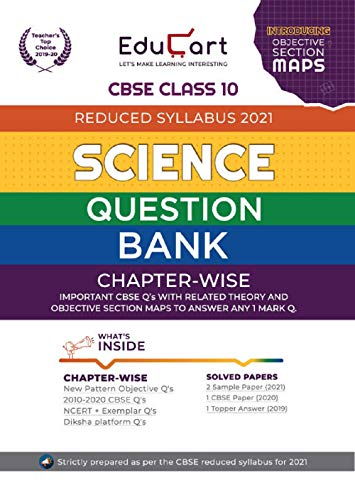 Teacher's
Top
Choice
2019-20
EduCart
LET'S MAKE LEARNING INTERESTING
INTRODUCING
OBJECTIVE
SECTION
MAPS
CBSE CLASS 10
REDUCED SYLLABUS 2021
SCIENCE
QUESTION
BANK
CHAPTER-WISE
IMPORTANT CBSE Q's WITH RELATED THEORY AND
OBJECTIVE SECTION MAPS TO ANSWER ANY 1 MARK Q.
WHAT'S
INSIDE
CHAPTER-WISE
New Pattern Objective Q's
2010-2020 CBSE Q's
NCERT + Exemplar Q's
Diksha platform Q's
SOLVED PAPERS
2 Sample Paper (2021)
1 CBSE Paper (2020)
1 Topper Answer (2019)
Strictly prepared as per the CBSE reduced syllabus for 2021